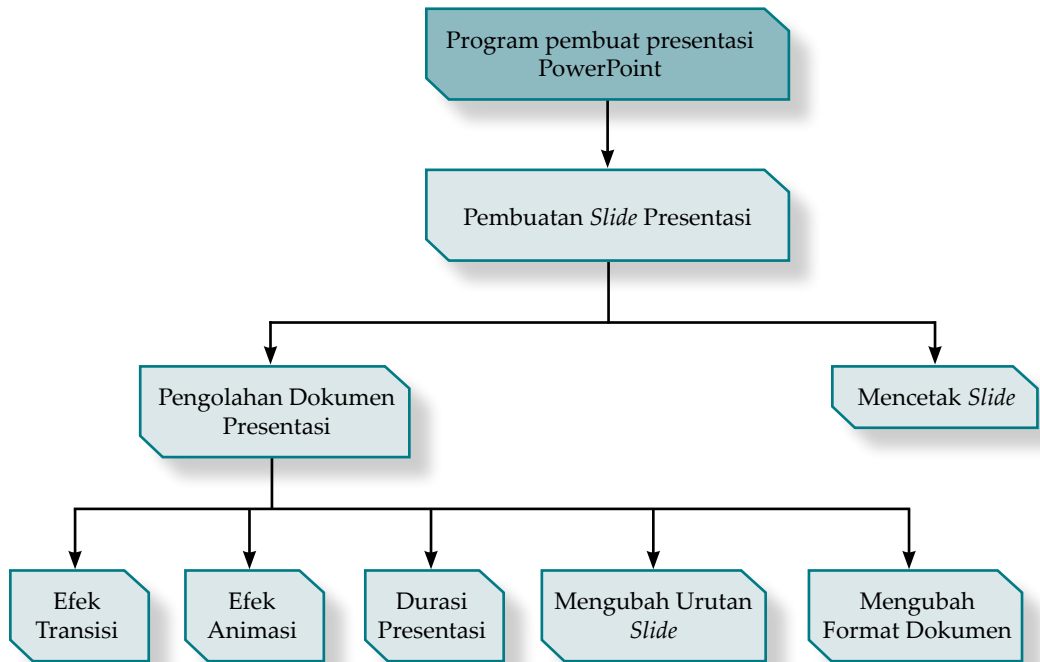 Program pembuat presentasi
PowerPoint
Pembuatan Slide Presentasi
Pengolahan Dokumen
Presentasi
Mencetak Slide
Efek
Transisi
Efek
Animasi
Durasi
Presentasi
Mengubah Urutan
Slide
Mengubah
Format Dokumen